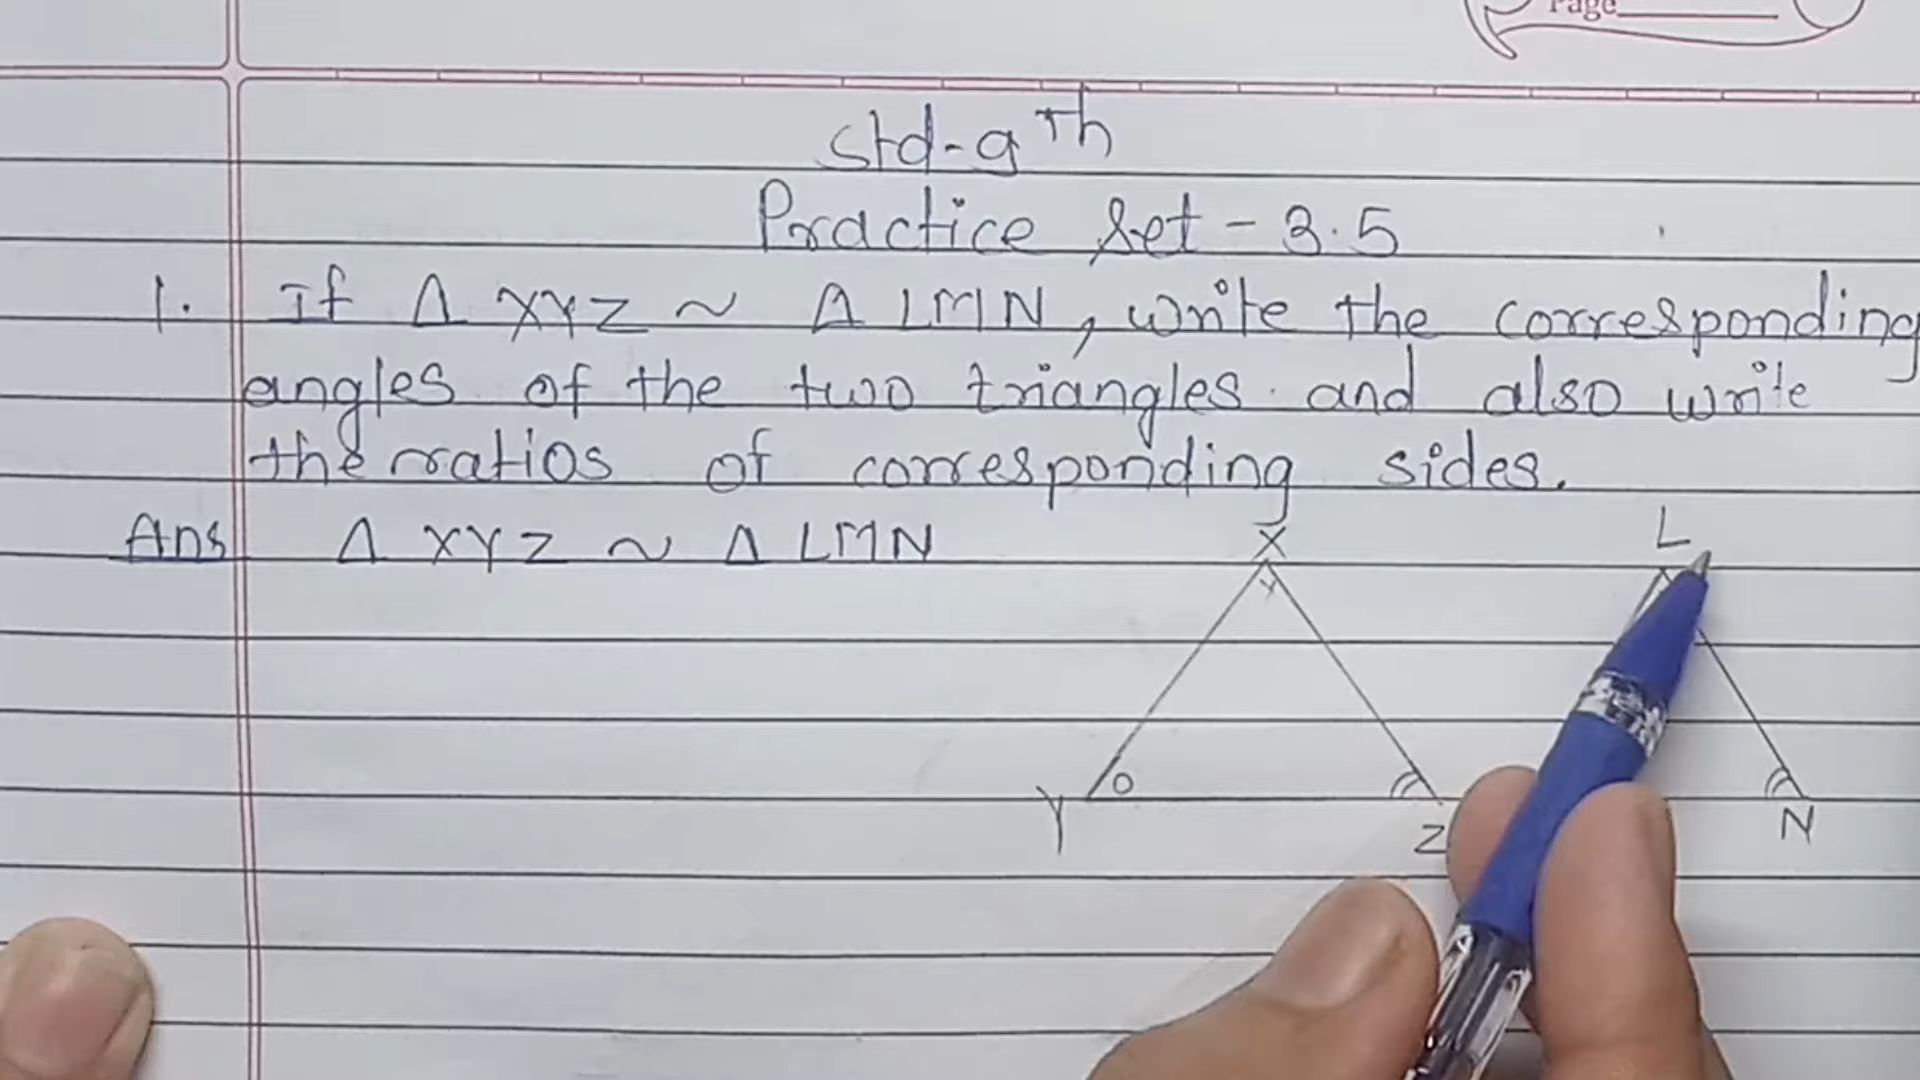 Page
Std-9th
Practice Set - 3.5
1. If Δ XYZ ~ Δ LMN, write the corresponding
angles of the two triangles and also write
the ratios of corresponding sides.
Ans Δ XYZ ~ Δ LMN
X L
Y Z N